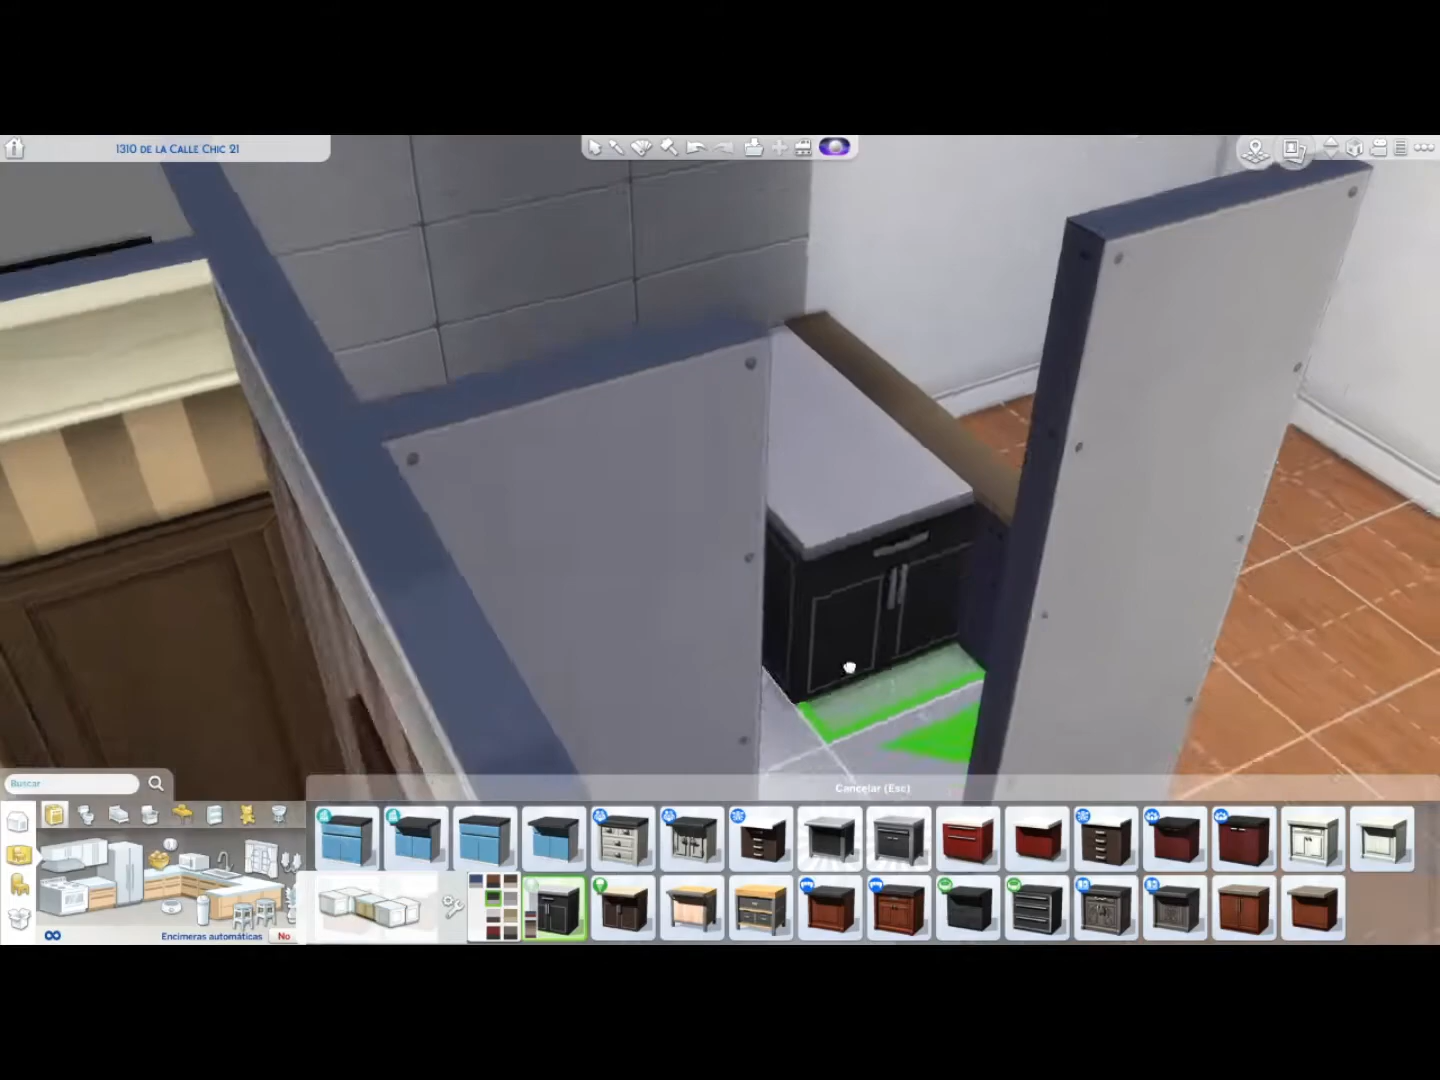 1310 DE LA CALLE CHIC 21
Buscar
Cancelar (Esc)
Encimeras automáticas
No